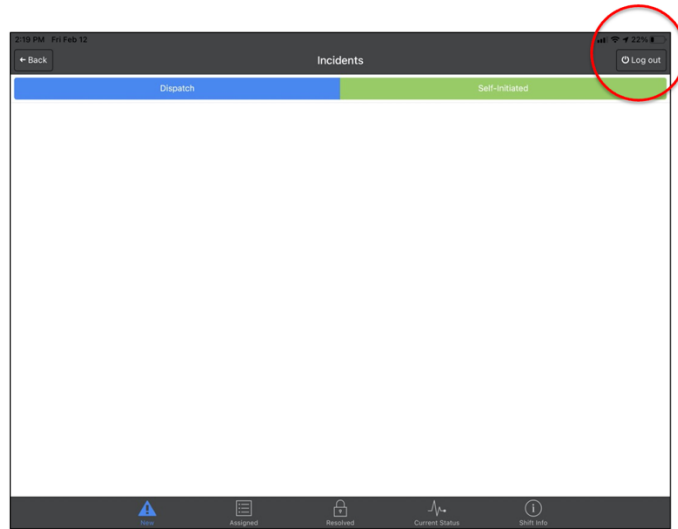 2:19 PM Fri Feb 12 22%
← Back Incidents Log out
Dispatch Self-Initiated
New Assigned Resolved Current Status Shift Info